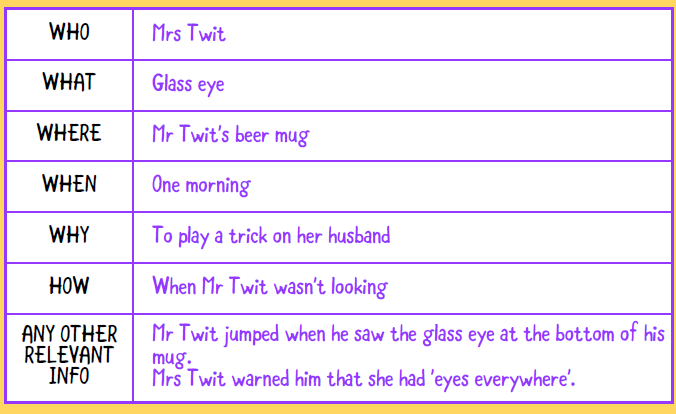 WHO
Mrs Twit
WHAT
Glass eye
WHERE
Mr Twit's beer mug
WHEN
One morning
WHY
To play a trick on her husband
HOW
When Mr Twit wasn't looking
ANY OTHER
RELEVANT
INFO
Mr Twit jumped when he saw the glass eye at the bottom of his
mug.
Mrs Twit warned him that she had 'eyes everywhere'.